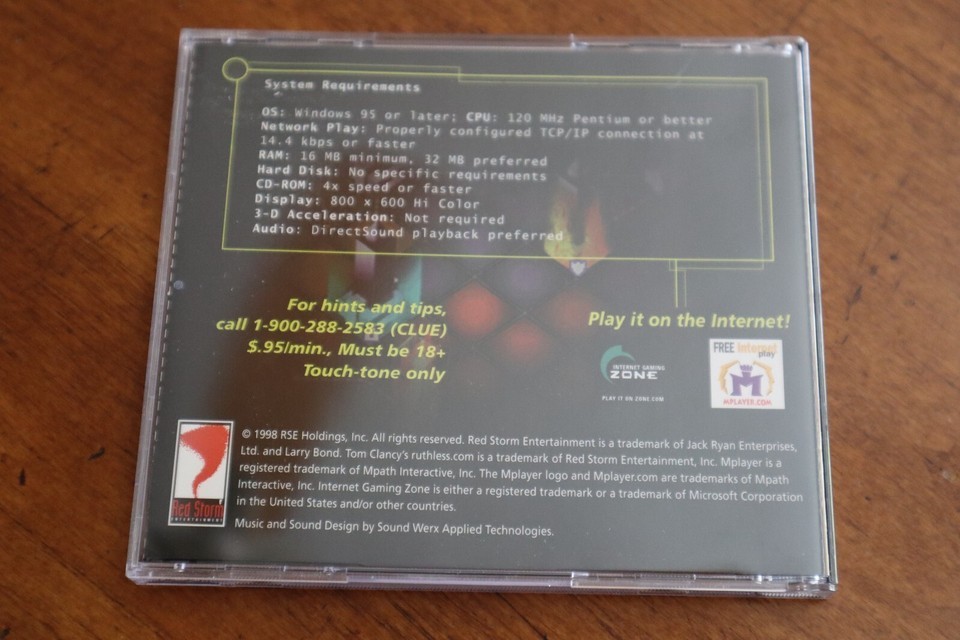 System Requirements
OS: Windows 95 or later; CPU: 120 MHz Pentium or better
Network Play: Properly configured TCP/IP connection at
14.4 kbps or faster
RAM: 16 MB minimum, 32 MB preferred
Hard Disk: No specific requirements
CD-ROM: 4x speed or faster
Display: 800 x 600 Hi Color
3-D Acceleration: Not required
Audio: DirectSound playback preferred
For hints and tips,
call 1-900-288-2583 (CLUE)
$.95/min., Must be 18+
Touch-tone only
Play it on the Internet!
INTERNET GAMING
ZONE
PLAY IT ON ZONE.COM
FREE internet
play
M
MPLAYER.COM
© 1998 RSE Holdings, Inc. All rights reserved. Red Storm Entertainment is a trademark of Jack Ryan Enterprises,
Ltd. and Larry Bond. Tom Clancy's ruthless.com is a trademark of Red Storm Entertainment, Inc. Mplayer is a
registered trademark of Mpath Interactive, Inc. The Mplayer logo and Mplayer.com are trademarks of Mpath
Interactive, Inc. Internet Gaming Zone is either a registered trademark or a trademark of Microsoft Corporation
in the United States and/or other countries.
Music and Sound Design by Sound Werx Applied Technologies.
Red Storm
ENTERTAINMENT